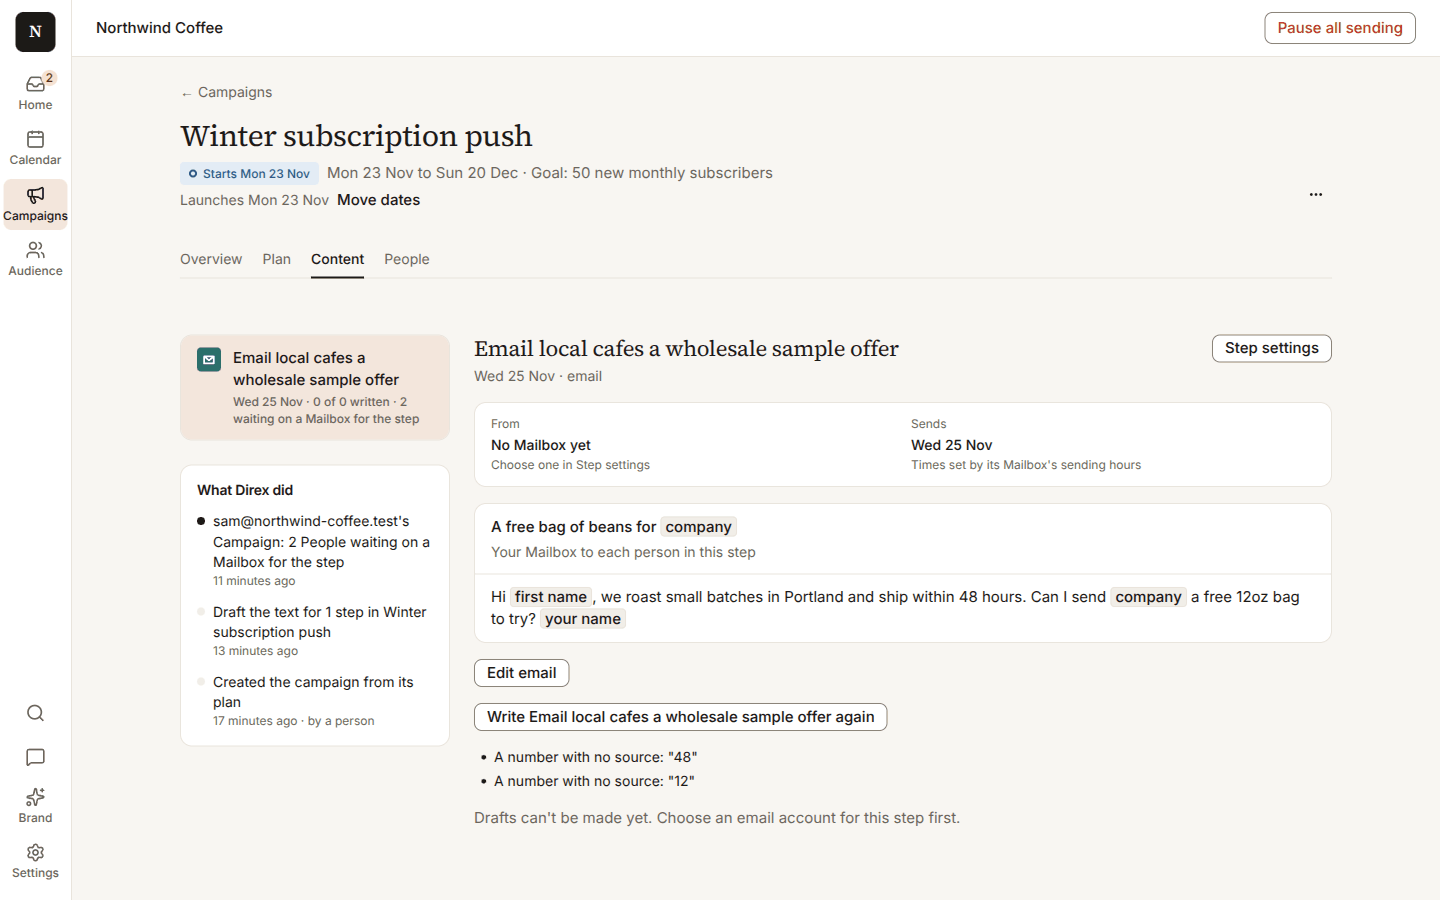 N
Northwind Coffee
Pause all sending
2
Home
Calendar
Campaigns
Audience
Brand
Settings
← Campaigns
Winter subscription push
Starts Mon 23 Nov
Mon 23 Nov to Sun 20 Dec · Goal: 50 new monthly subscribers
Launches Mon 23 Nov Move dates
Overview Plan Content People
Email local cafes a
wholesale sample offer
Wed 25 Nov · 0 of 0 written · 2
waiting on a Mailbox for the step
What Direx did
sam@northwind-coffee.test's
Campaign: 2 People waiting on a
Mailbox for the step
11 minutes ago
Draft the text for 1 step in Winter
subscription push
13 minutes ago
Created the campaign from its
plan
17 minutes ago · by a person
Email local cafes a wholesale sample offer
Step settings
Wed 25 Nov · email
From
No Mailbox yet
Choose one in Step settings
Sends
Wed 25 Nov
Times set by its Mailbox's sending hours
A free bag of beans for company
Your Mailbox to each person in this step
Hi first name, we roast small batches in Portland and ship within 48 hours. Can I send company a free 12oz bag
to try? your name
Edit email
Write Email local cafes a wholesale sample offer again
• A number with no source: "48"
• A number with no source: "12"
Drafts can't be made yet. Choose an email account for this step first.